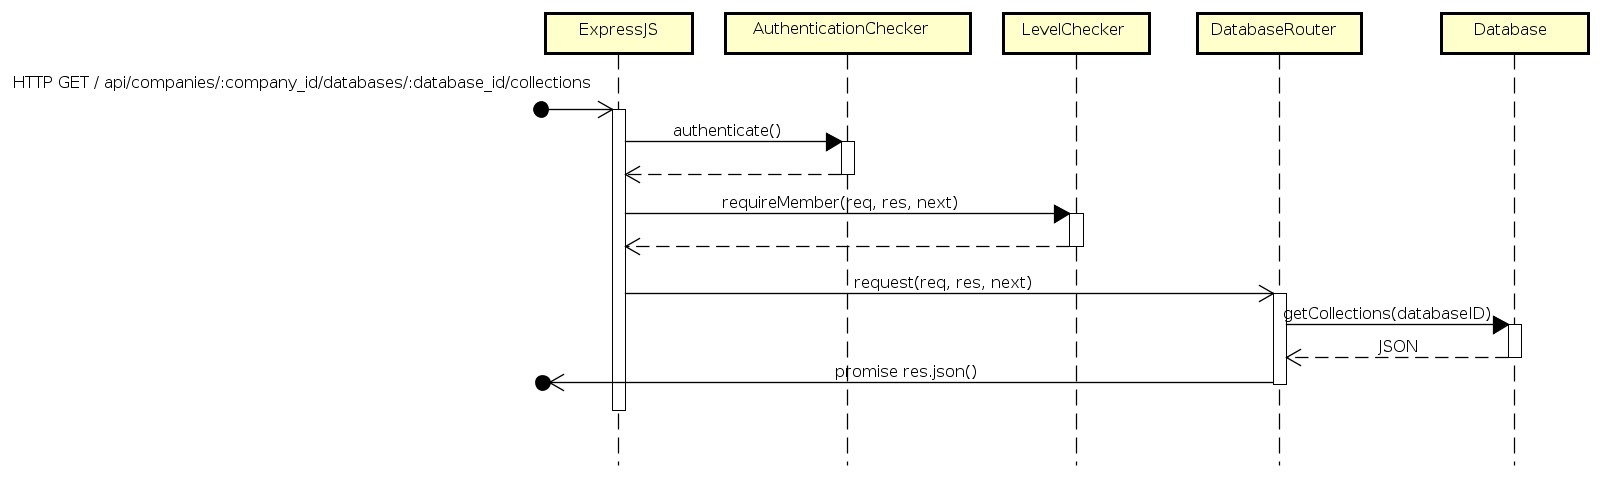 ExpressJS
AuthenticationChecker
LevelChecker
DatabaseRouter
Database
HTTP GET / api/companies/:company_id/databases/:database_id/collections
authenticate()
requireMember(req, res, next)
request(req, res, next)
getCollections(databaseID)
JSON
promise res.json()